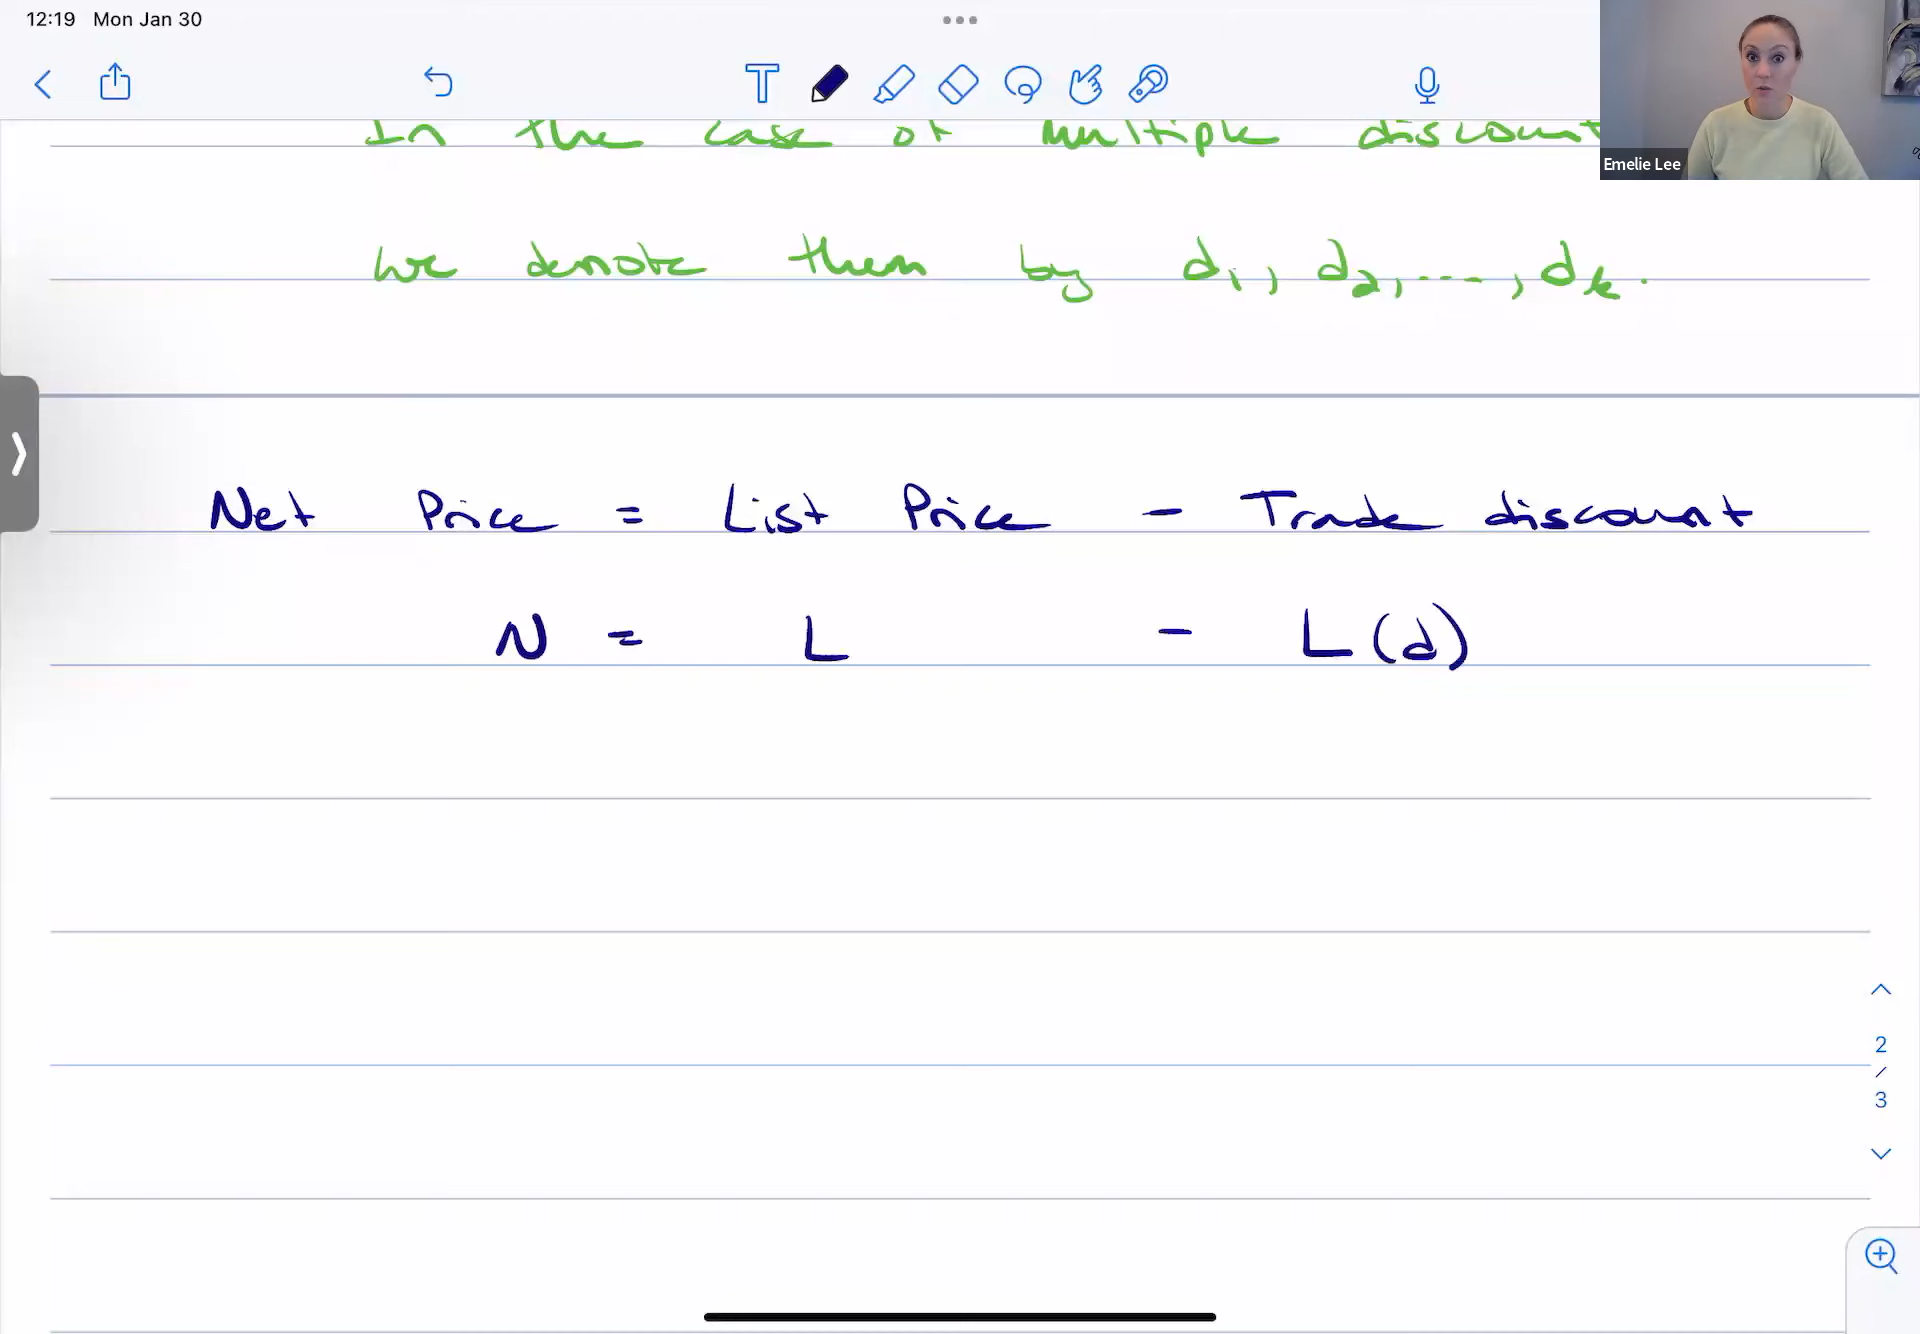 12:19 Mon Jan 30
Emelie Lee
In the case of multiple discount
we denote them by d₁, d₂, ..., dₖ.
Net Price = List Price - Trade discount
N = L - L(d)
2
/
3